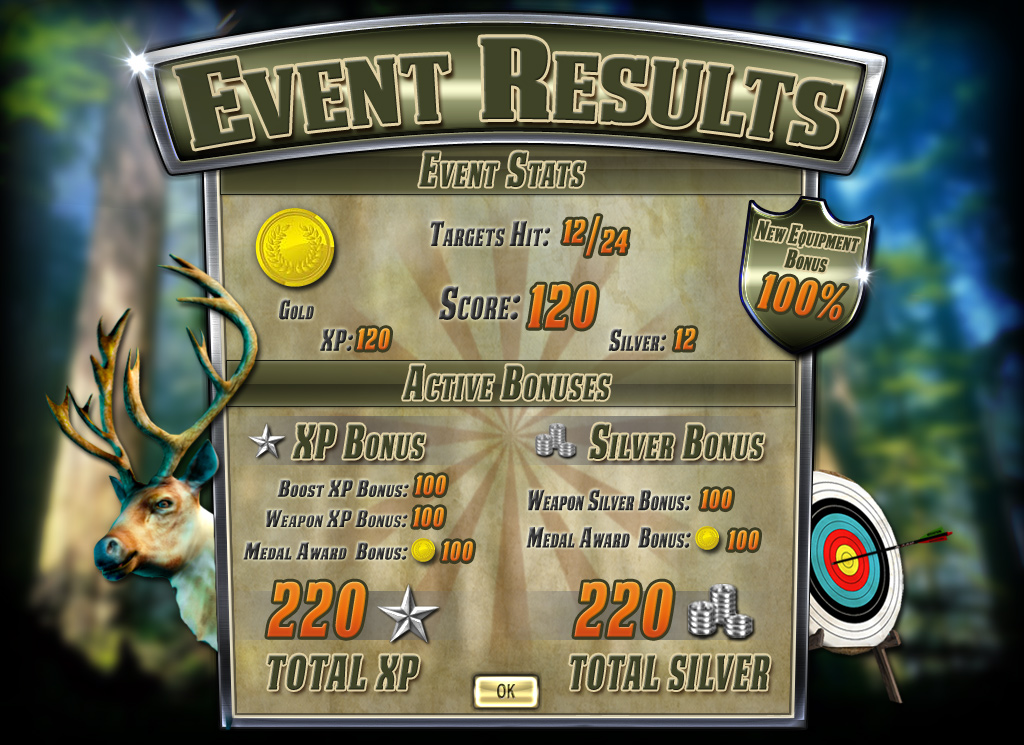 Event Results
Event Stats
Targets Hit: 12/24
New Equipment
Bonus
100%
Gold
Score: 120
XP: 120
Silver: 12
Active Bonuses
XP Bonus
Boost XP Bonus: 100
Weapon XP Bonus: 100
Medal Award Bonus: 100
220
TOTAL XP
Silver Bonus
Weapon Silver Bonus: 100
Medal Award Bonus: 100
220
TOTAL SILVER
OK